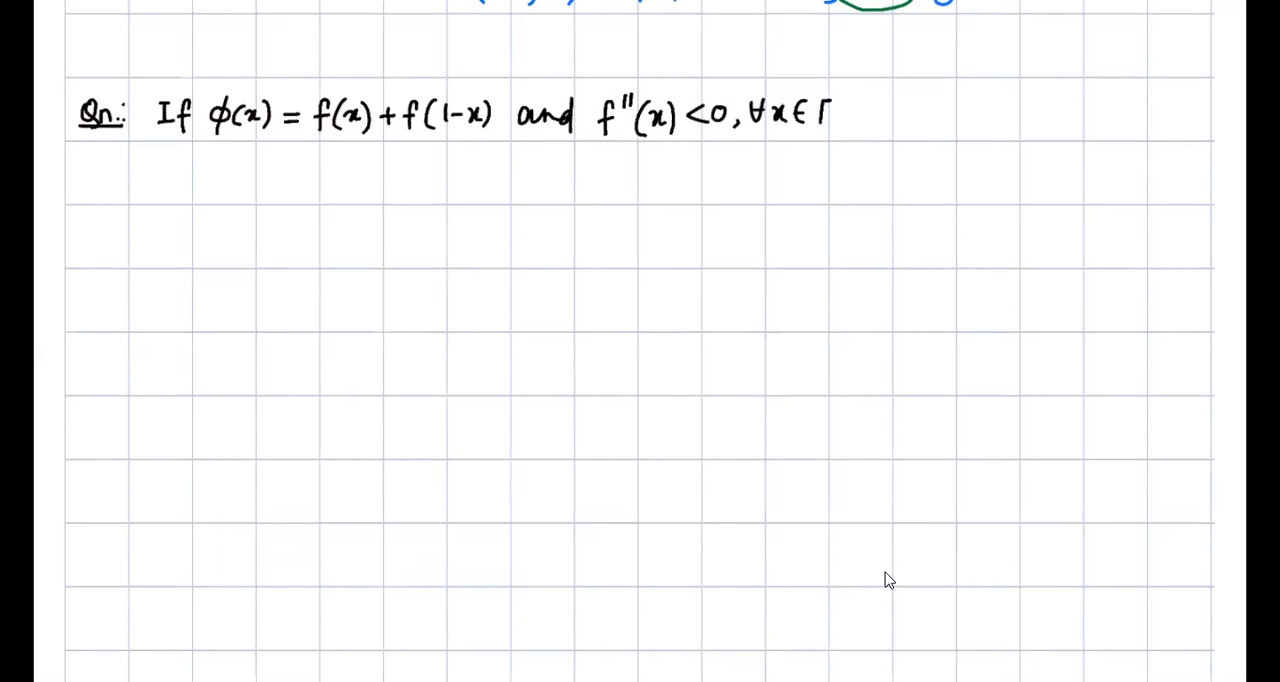 Qn.: If ϕ(x) = f(x) + f(1-x) and f''(x) <0, ∀ x ∈ [